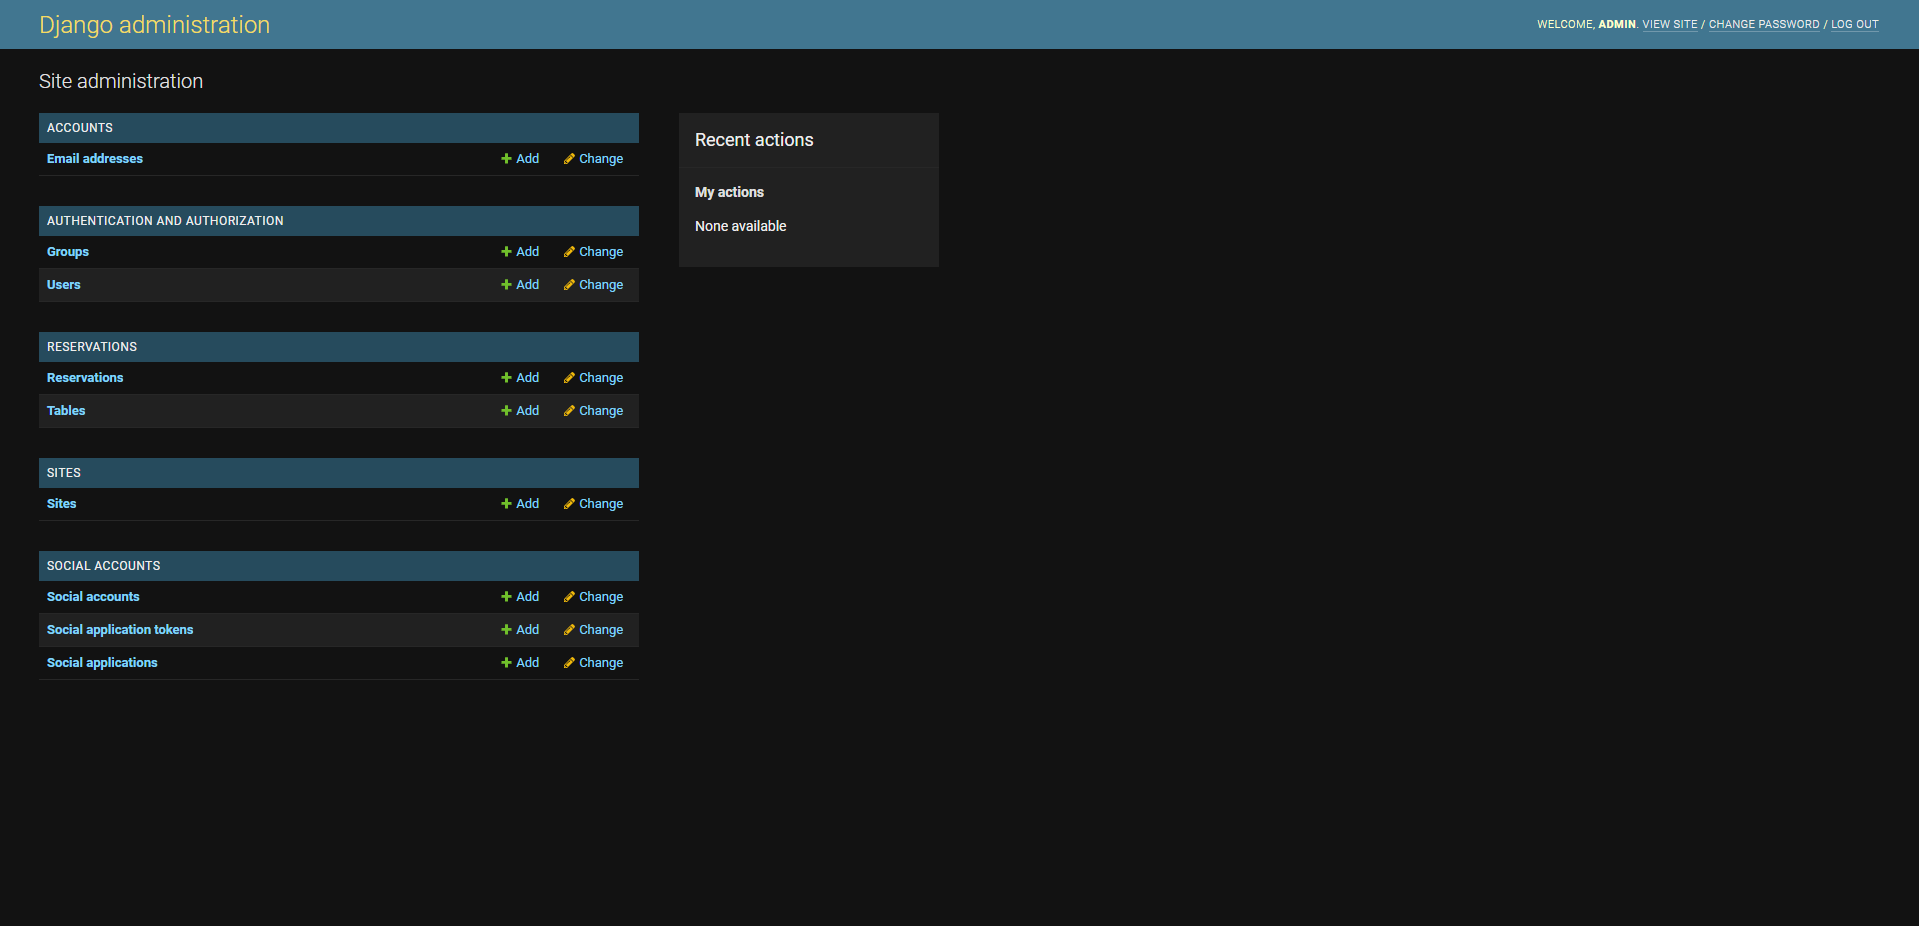 Django administration
WELCOME, ADMIN. VIEW SITE / CHANGE PASSWORD / LOG OUT
Site administration
ACCOUNTS
Email addresses Add Change
AUTHENTICATION AND AUTHORIZATION
Groups Add Change
Users Add Change
RESERVATIONS
Reservations Add Change
Tables Add Change
SITES
Sites Add Change
SOCIAL ACCOUNTS
Social accounts Add Change
Social application tokens Add Change
Social applications Add Change
Recent actions
My actions
None available